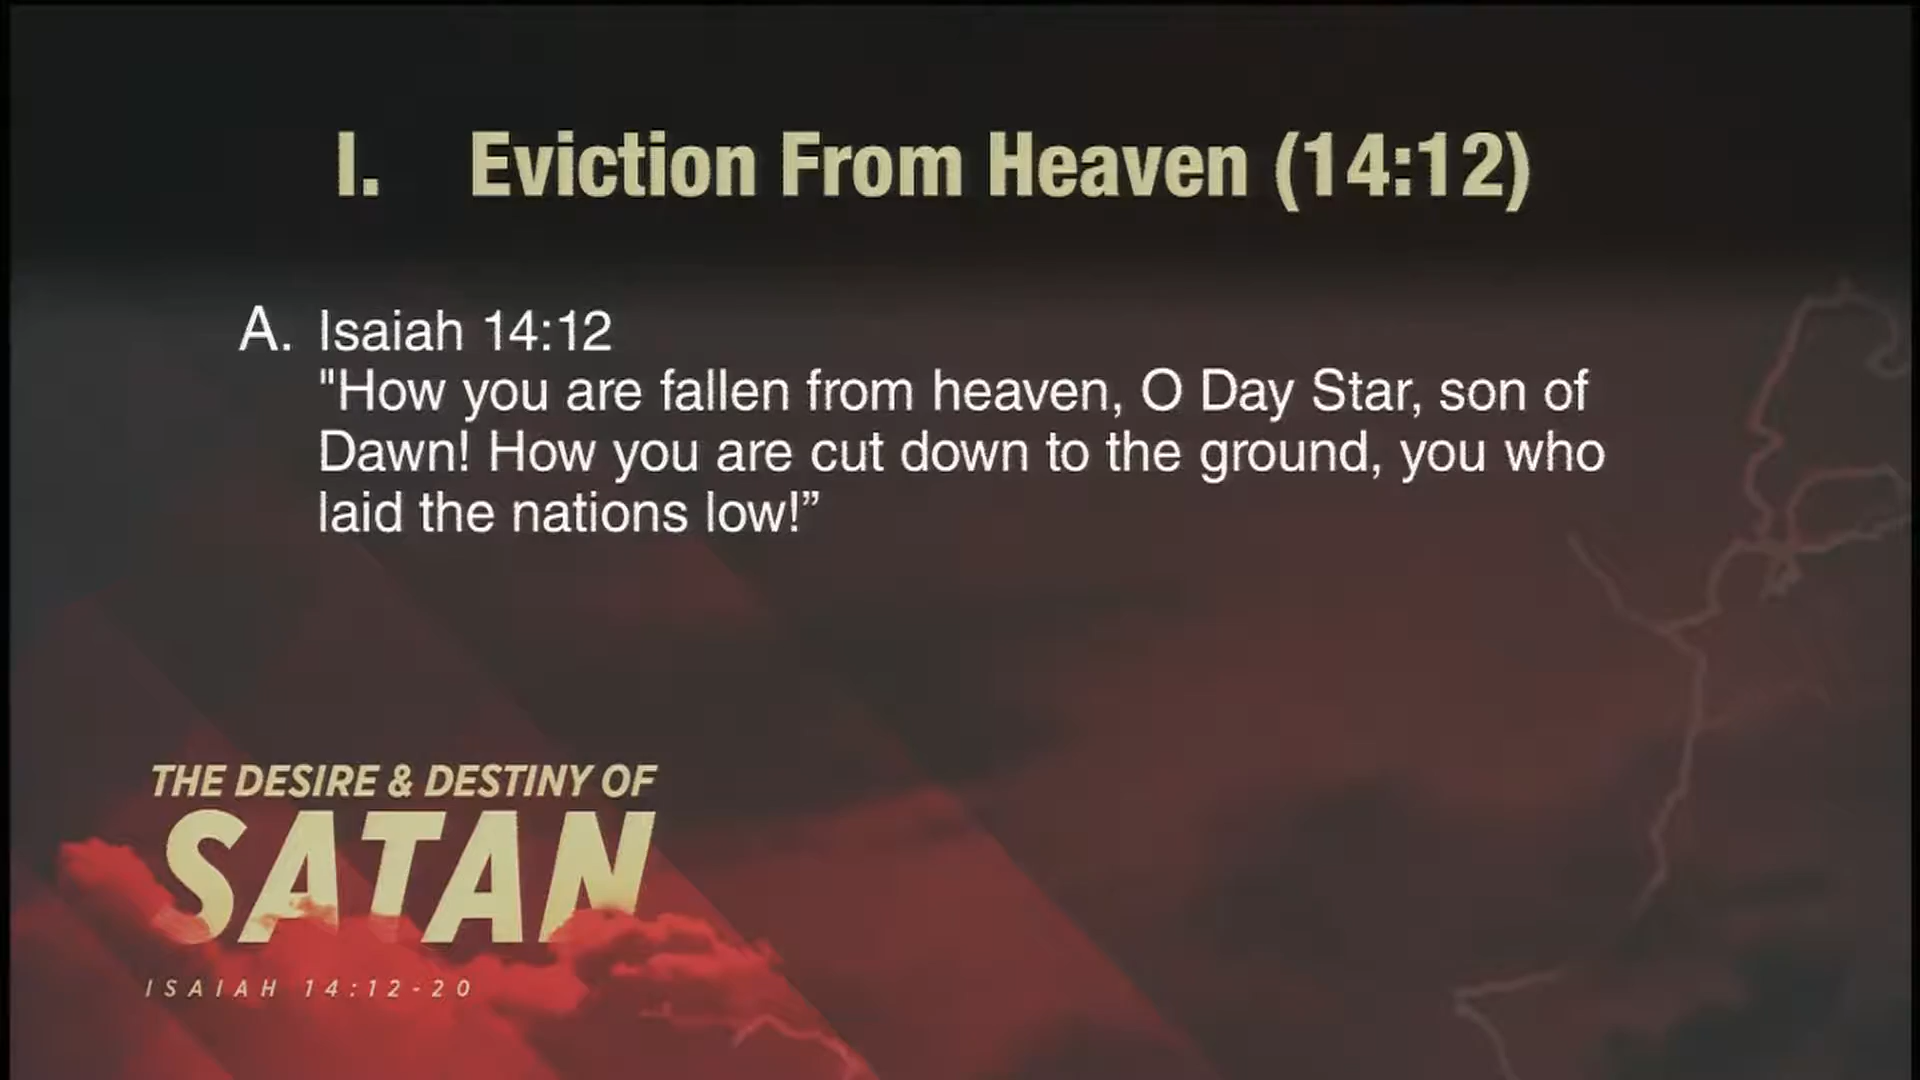 I. Eviction From Heaven (14:12)
A. Isaiah 14:12
"How you are fallen from heaven, O Day Star, son of
Dawn! How you are cut down to the ground, you who
laid the nations low!”
THE DESIRE & DESTINY OF
SATAN
ISAIAH 14:12-20